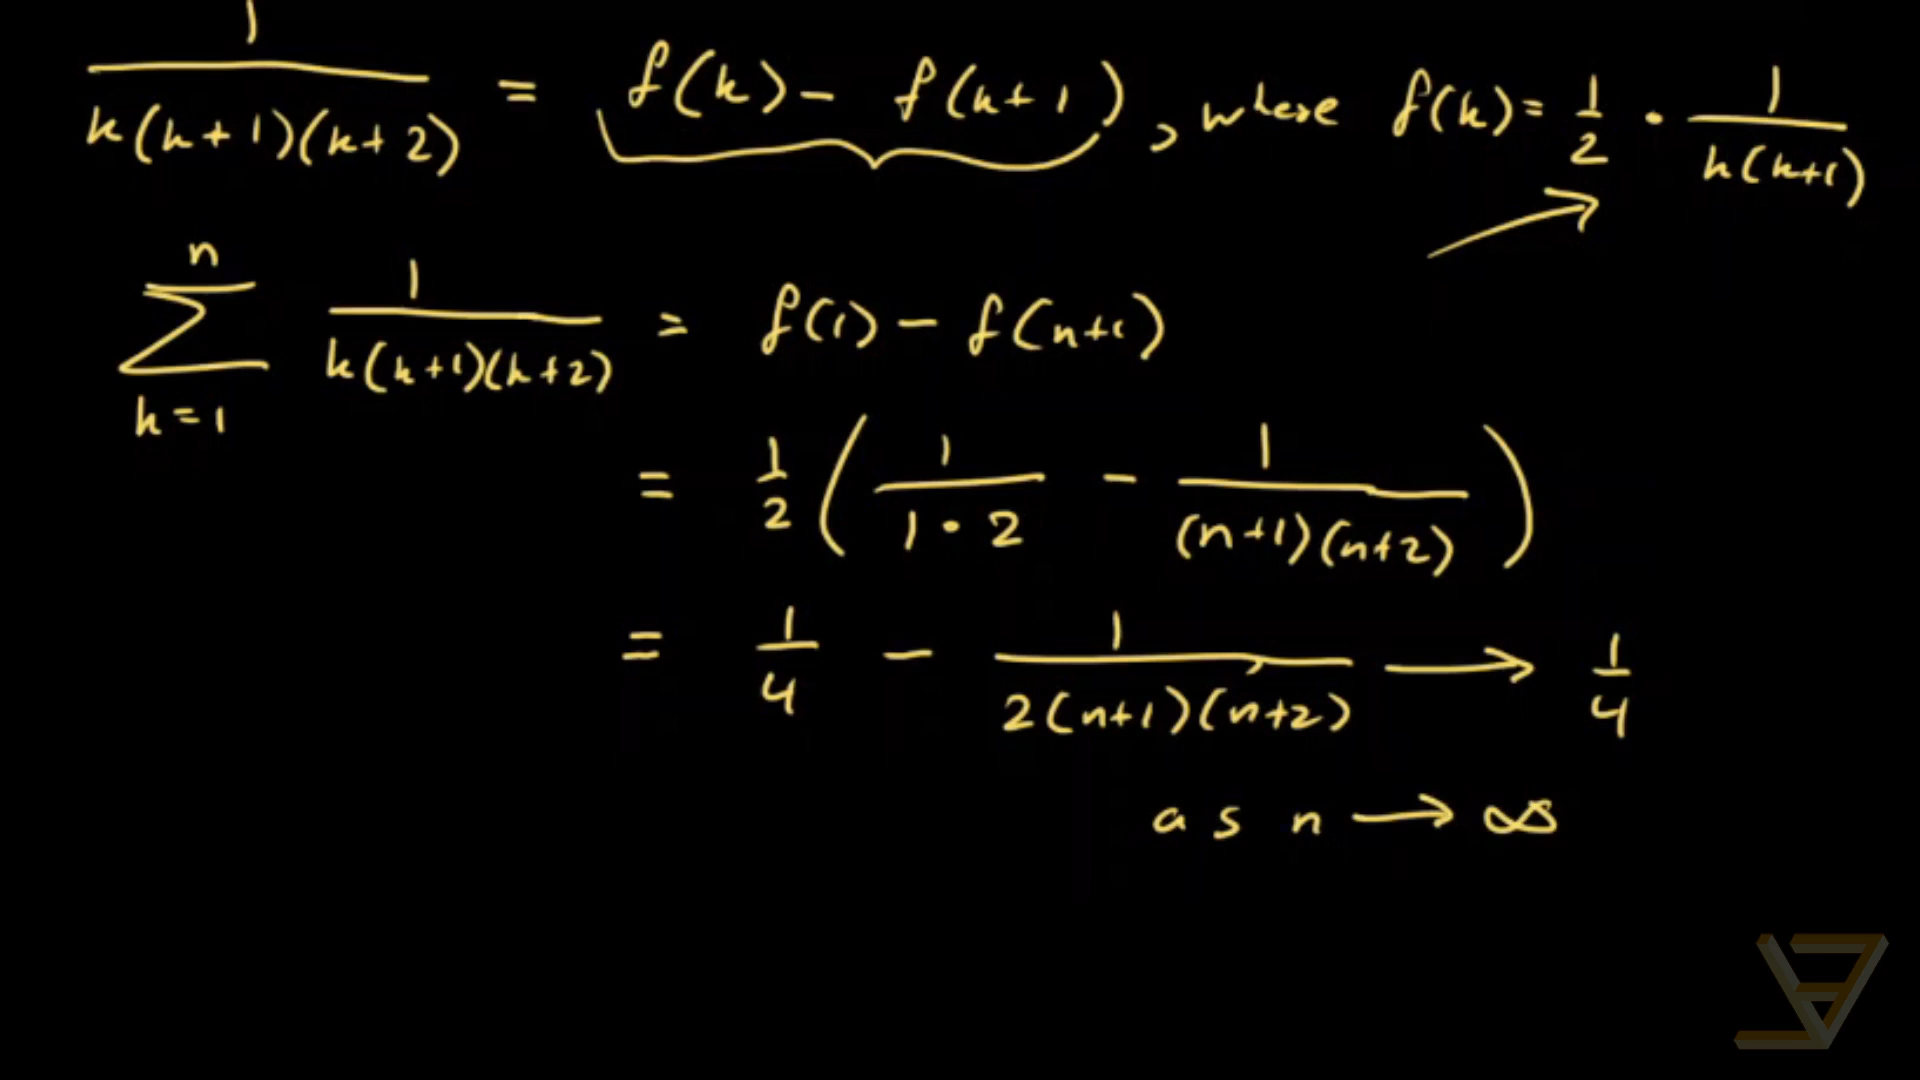 1/(k(k+1)(k+2)) = f(k) - f(k+1), where f(k) = 1/2 · 1/(k(k+1))
∑_{k=1}^{n} 1/(k(k+1)(k+2)) = f(1) - f(n+1)
= 1/2 (1/(1·2) - 1/((n+1)(n+2)))
= 1/4 - 1/(2(n+1)(n+2)) → 1/4
as n → ∞